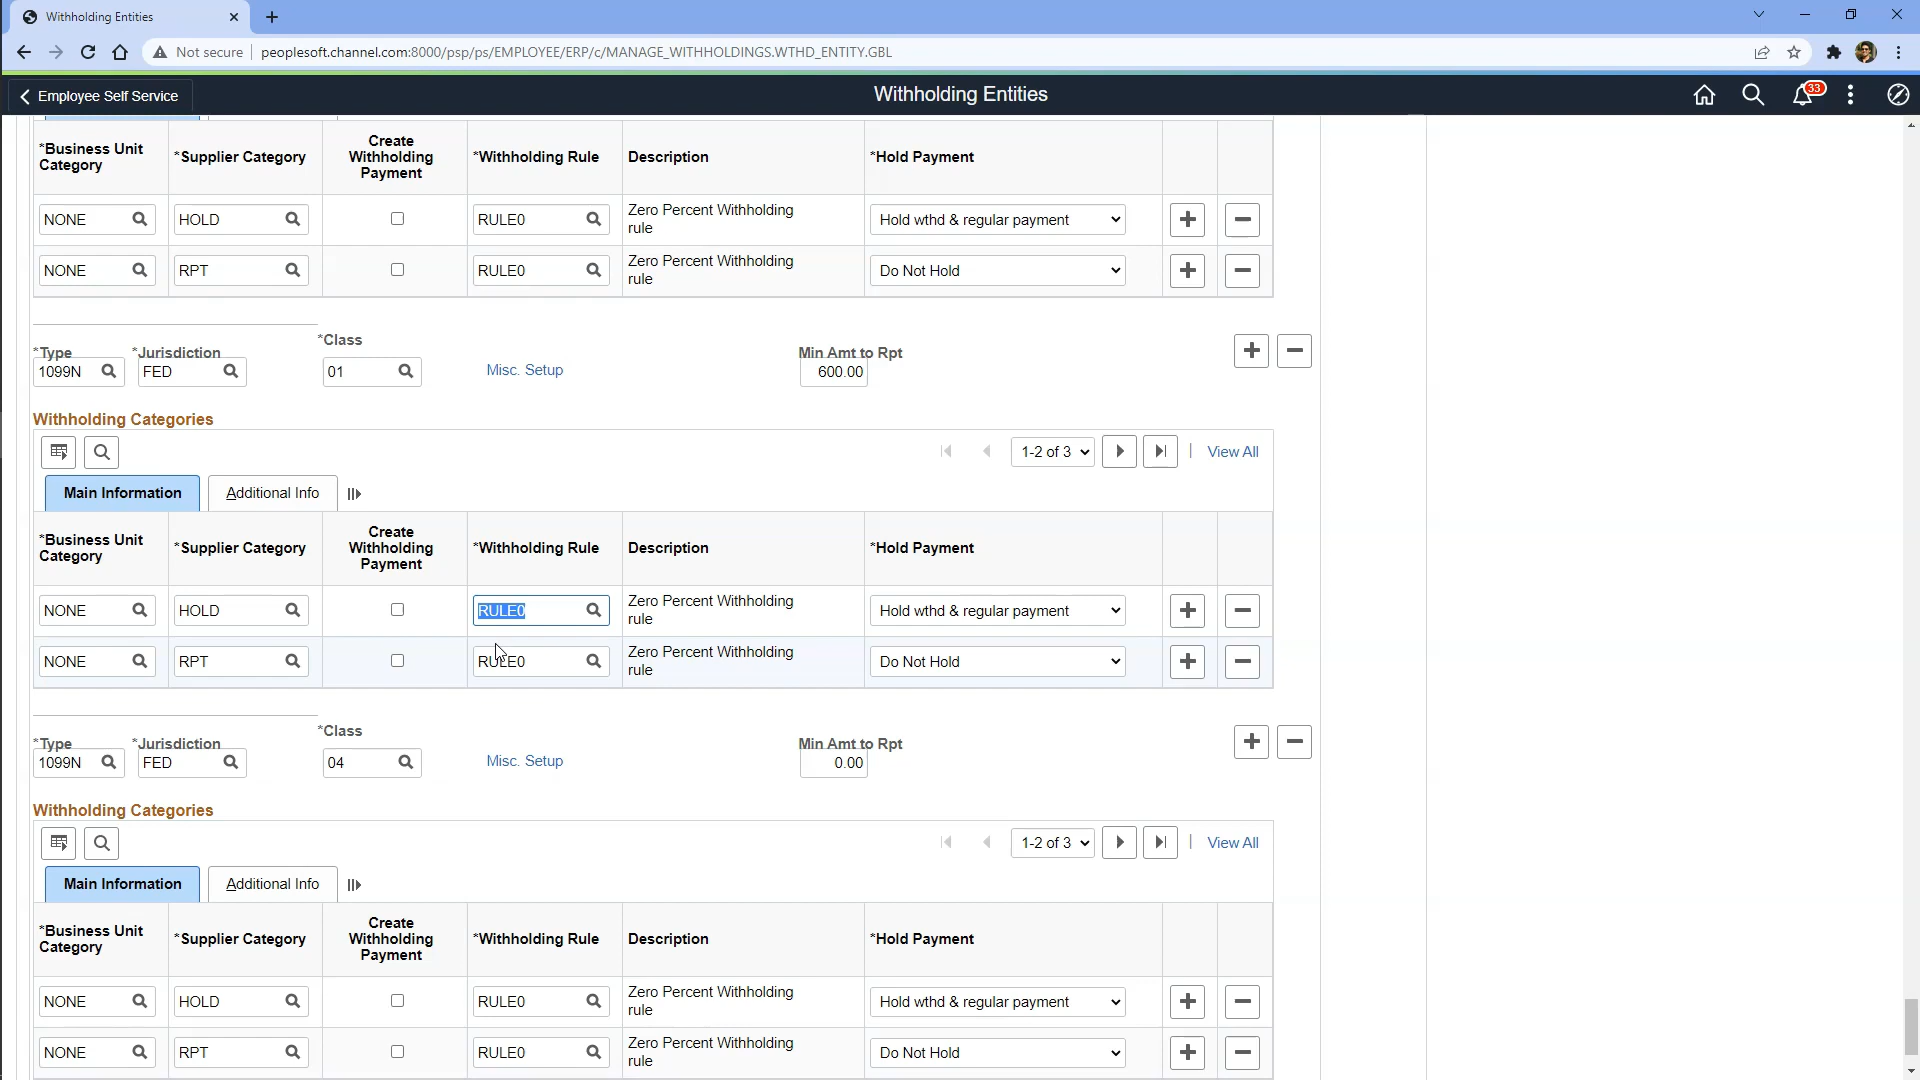 Withholding Entities
Not secure
peoplesoft.channel.com:8000/psp/ps/EMPLOYEE/ERP/c/MANAGE_WITHHOLDINGS.WTHD_ENTITY.GBL
Employee Self Service
Withholding Entities
33
*Business Unit
Category
*Supplier Category
Create
Withholding
Payment
*Withholding Rule
Description
*Hold Payment
NONE
HOLD
RULE0
Zero Percent Withholding
rule
Hold wthd & regular payment
NONE
RPT
RULE0
Zero Percent Withholding
rule
Do Not Hold
*Type
*Jurisdiction
*Class
Min Amt to Rpt
1099N
FED
01
Misc. Setup
600.00
Withholding Categories
1-2 of 3
View All
Main Information
Additional Info
*Business Unit
Category
*Supplier Category
Create
Withholding
Payment
*Withholding Rule
Description
*Hold Payment
NONE
HOLD
RULE0
Zero Percent Withholding
rule
Hold wthd & regular payment
NONE
RPT
RULE0
Zero Percent Withholding
rule
Do Not Hold
*Type
*Jurisdiction
*Class
Min Amt to Rpt
1099N
FED
04
Misc. Setup
0.00
Withholding Categories
1-2 of 3
View All
Main Information
Additional Info
*Business Unit
Category
*Supplier Category
Create
Withholding
Payment
*Withholding Rule
Description
*Hold Payment
NONE
HOLD
RULE0
Zero Percent Withholding
rule
Hold wthd & regular payment
NONE
RPT
RULE0
Zero Percent Withholding
rule
Do Not Hold